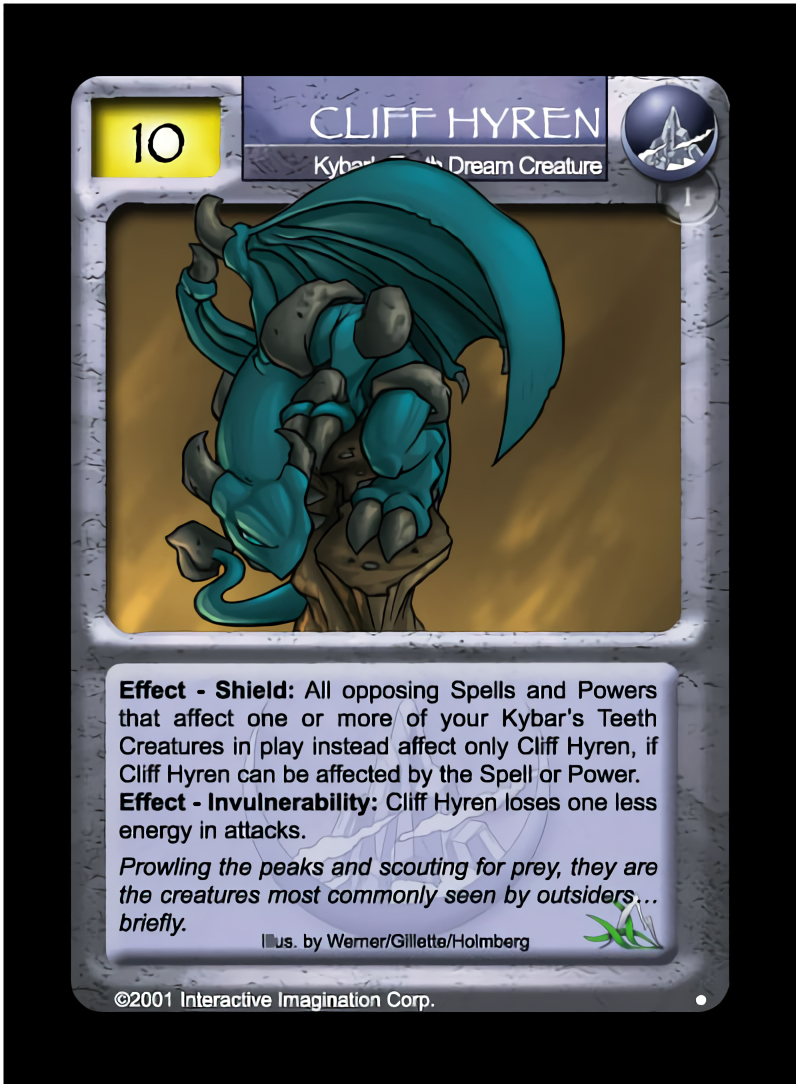 10
CLIFF HYREN
Dream Creature
1
Effect - Shield: All opposing Spells and Powers
that affect one or more of your Kybar's Teeth
Creatures in play instead affect only Cliff Hyren, if
Cliff Hyren can be affected by the Spell or Power.
Effect - Invulnerability: Cliff Hyren loses one less
energy in attacks.
Prowling the peaks and scouting for prey, they are
the creatures most commonly seen by outsiders...
briefly.
Illus. by Werner/Gillette/Holmberg
©2001 Interactive Imagination Corp.